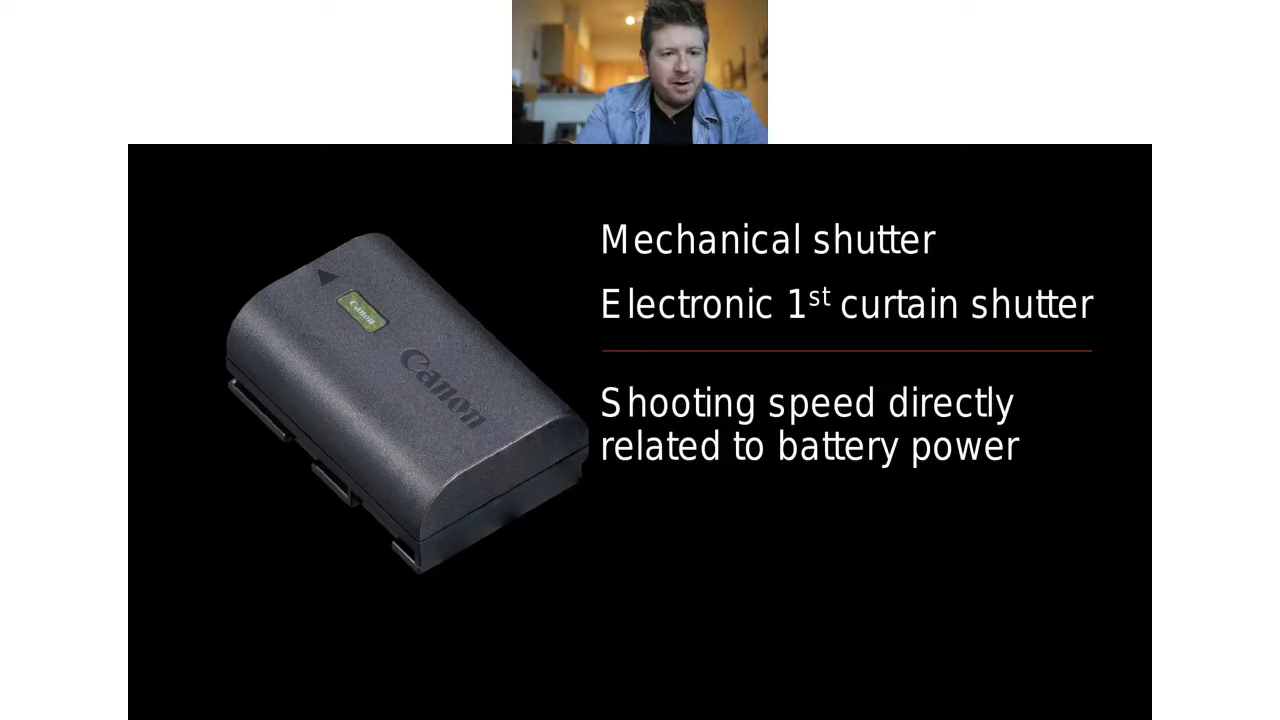 Mechanical shutter
Electronic 1st curtain shutter
Shooting speed directly
related to battery power
Canon
Canon